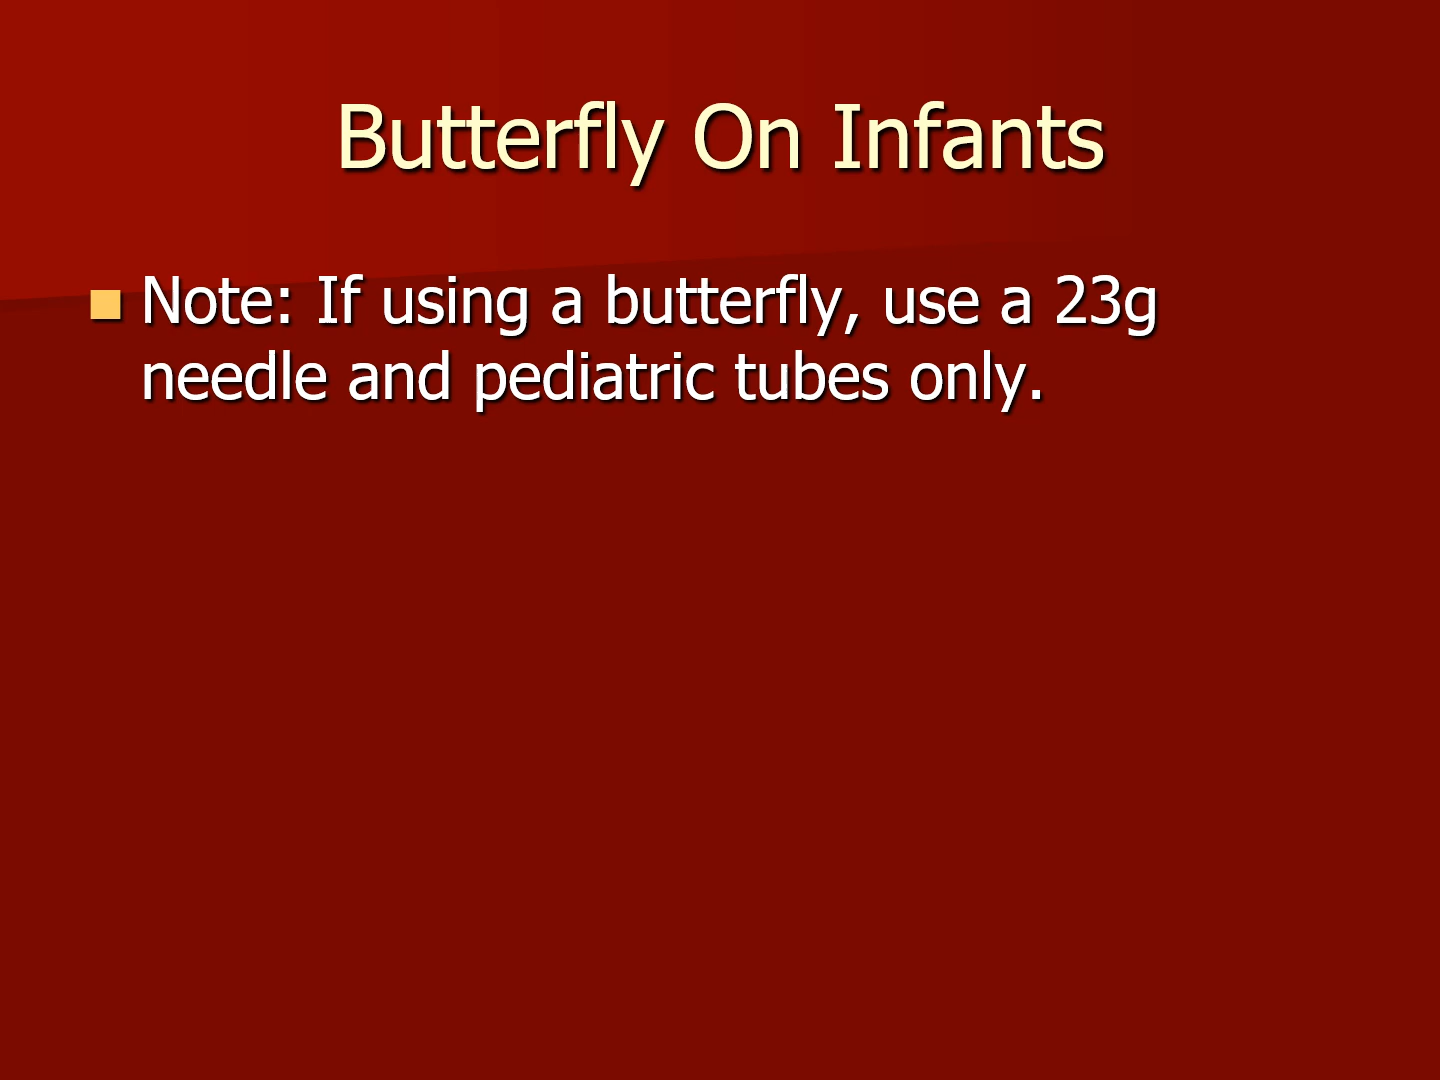 Butterfly On Infants
Note: If using a butterfly, use a 23g
needle and pediatric tubes only.